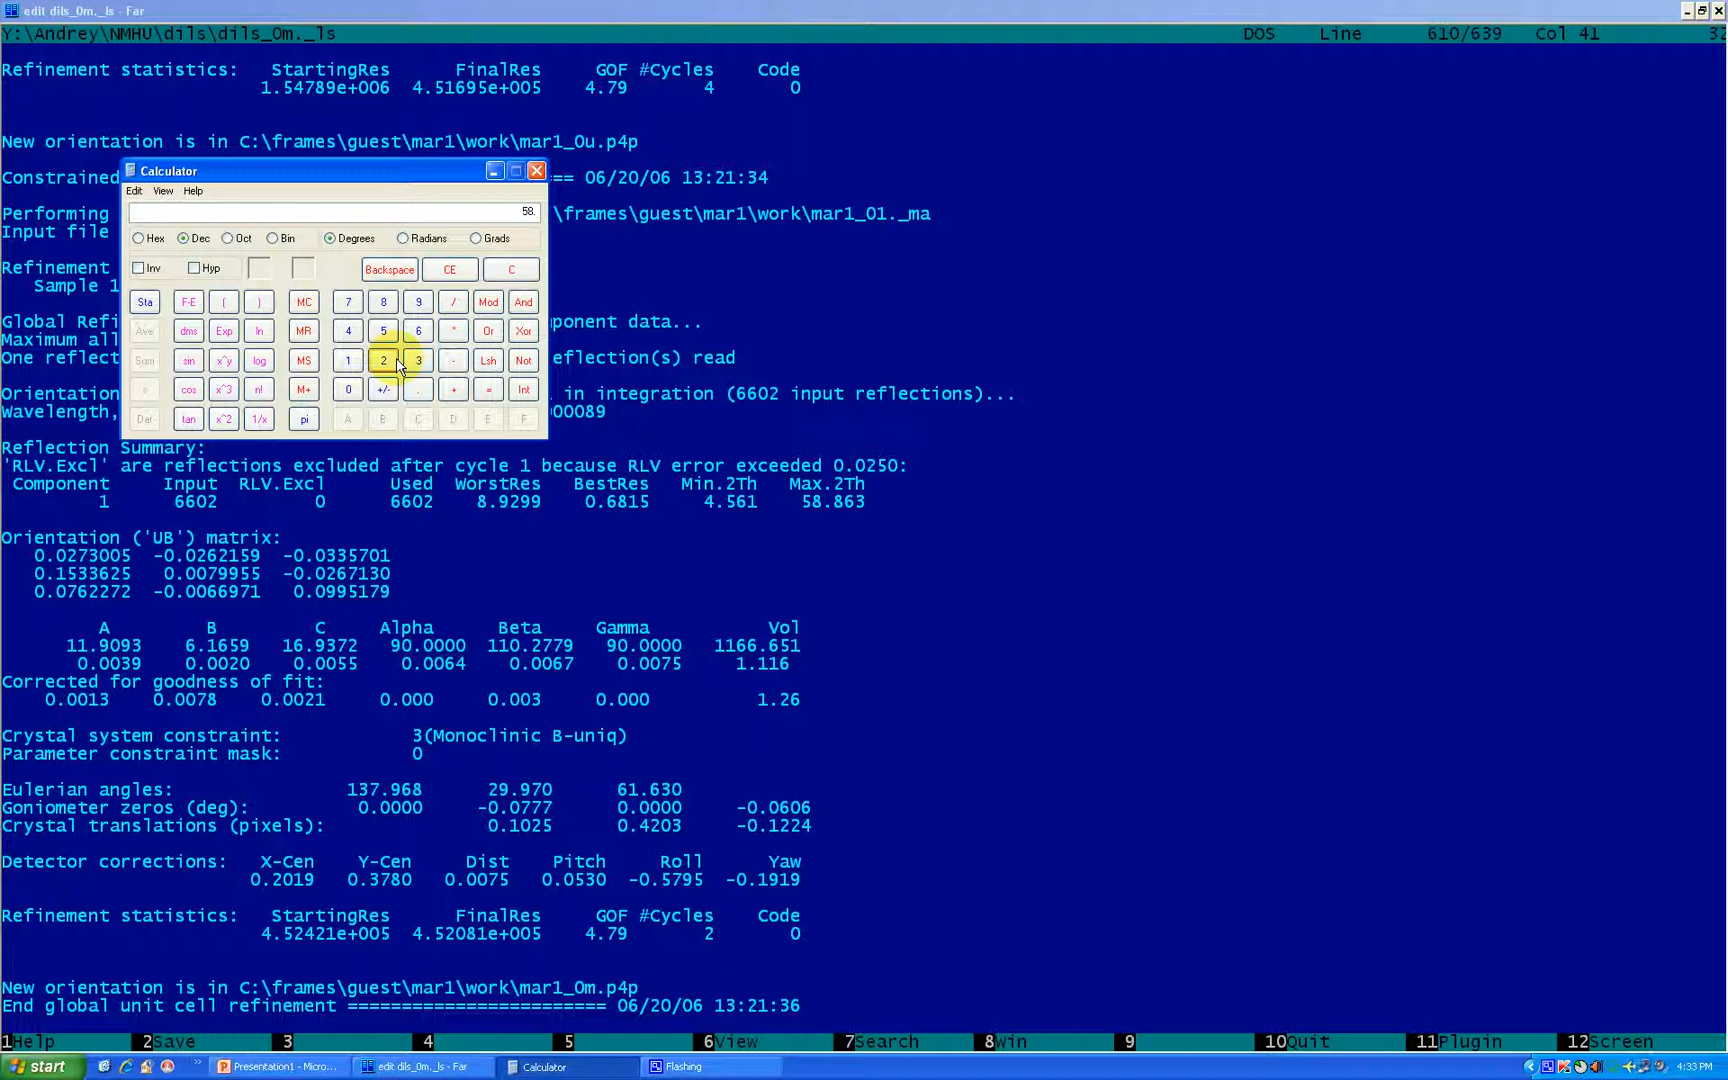 edit dils_0m._ls - Far
Y:\Andrey\NMHU\dils\dils_0m._ls DOS Line 610/639 Col 41 32
Refinement statistics: StartingRes FinalRes GOF #Cycles Code
1.54789e+006 4.51695e+005 4.79 4 0
New orientation is in C:\frames\guest\mar1\work\mar1_0u.p4p
Constrained == 06/20/06 13:21:34
Performing \frames\guest\mar1\work\mar1_01._ma
Input file
Refinement
Sample 1
Global Refi ponent data...
Maximum all
One reflect eflection(s) read
Orientation in integration (6602 input reflections)...
Wavelength, 00089
Calculator
Edit View Help
58.
Hex Dec Oct Bin Degrees Radians Grads
Inv Hyp Backspace CE C
Sta F-E ( ) MC 7 8 9 / Mod And
Ave dms Exp ln MR 4 5 6 * Or Xor
Sum sin x^y log MS 1 2 3 - Lsh Not
s cos x^3 n! M+ 0 +/- . + = Int
Dat tan x^2 1/x pi A B C D E F
Reflection Summary:
'RLV.Excl' are reflections excluded after cycle 1 because RLV error exceeded 0.0250:
Component Input RLV.Excl Used WorstRes BestRes Min.2Th Max.2Th
1 6602 0 6602 8.9299 0.6815 4.561 58.863
Orientation ('UB') matrix:
0.0273005 -0.0262159 -0.0335701
0.1533625 0.0079955 -0.0267130
0.0762272 -0.0066971 0.0995179
A B C Alpha Beta Gamma Vol
11.9093 6.1659 16.9372 90.0000 110.2779 90.0000 1166.651
0.0039 0.0020 0.0055 0.0064 0.0067 0.0075 1.116
Corrected for goodness of fit:
0.0013 0.0078 0.0021 0.000 0.003 0.000 1.26
Crystal system constraint: 3(Monoclinic B-uniq)
Parameter constraint mask: 0
Eulerian angles: 137.968 29.970 61.630
Goniometer zeros (deg): 0.0000 -0.0777 0.0000 -0.0606
Crystal translations (pixels): 0.1025 0.4203 -0.1224
Detector corrections: X-Cen Y-Cen Dist Pitch Roll Yaw
0.2019 0.3780 0.0075 0.0530 -0.5795 -0.1919
Refinement statistics: StartingRes FinalRes GOF #Cycles Code
4.52421e+005 4.52081e+005 4.79 2 0
New orientation is in C:\frames\guest\mar1\work\mar1_0m.p4p
End global unit cell refinement ======================== 06/20/06 13:21:36
1Help 2Save 3 4 5 6View 7Search 8Win 9 10Quit 11Plugin 12Screen
start Presentation1 - Micro... edit dils_0m._ls - Far Calculator Flashing 4:33 PM